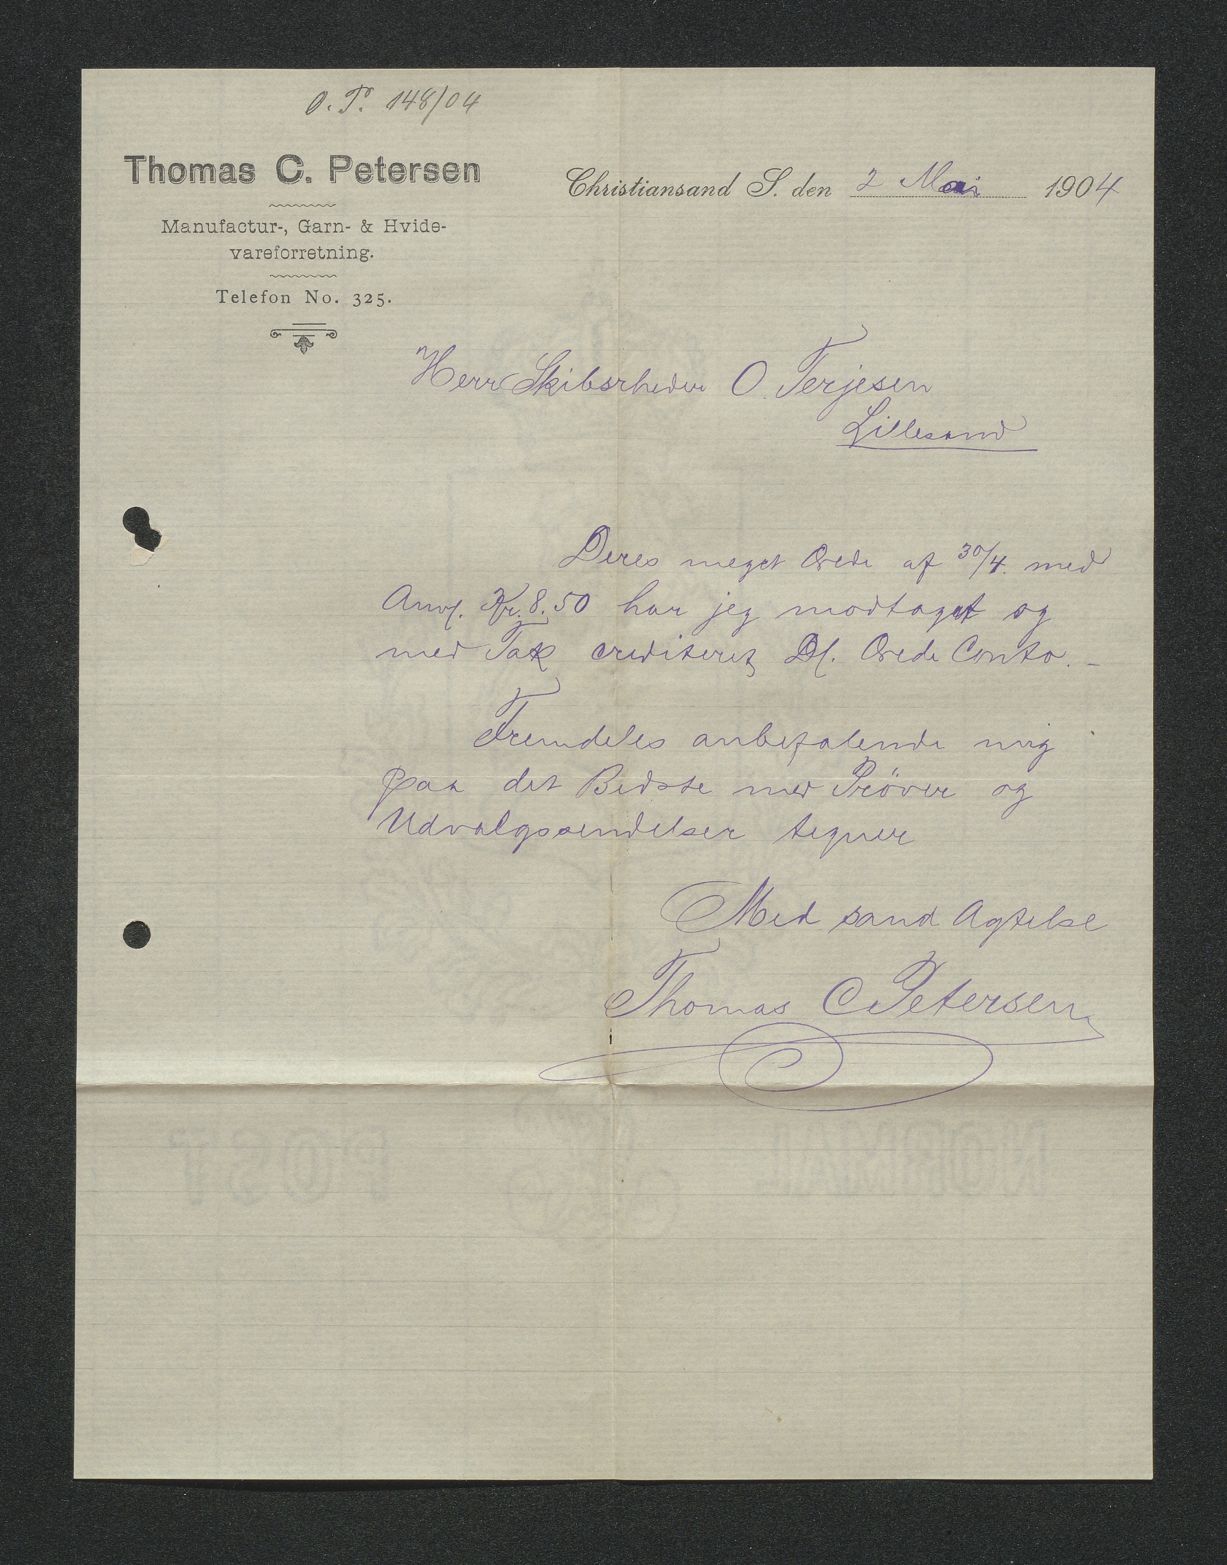 O. T. 148/04
Thomas C. Petersen
Manufactur-, Garn- & Hvide-
vareforretning.
Telefon No. 325.
Christiansand S. den 2 Mai 1904
Herr Skibsrheder O. Terjesen
Lillesand
Deres meget Ærede af 30/4. med
Anv. Kr. 8.50 har jeg modtaget og
med Tak crediteret D/. Ærede Conto. -
Fremdeles anbefalende mig
paa det Bedste med Prøver og
Udvalgssendelser tegner
Med sand Agtelse
Thomas C Petersen
POST
NORMAL